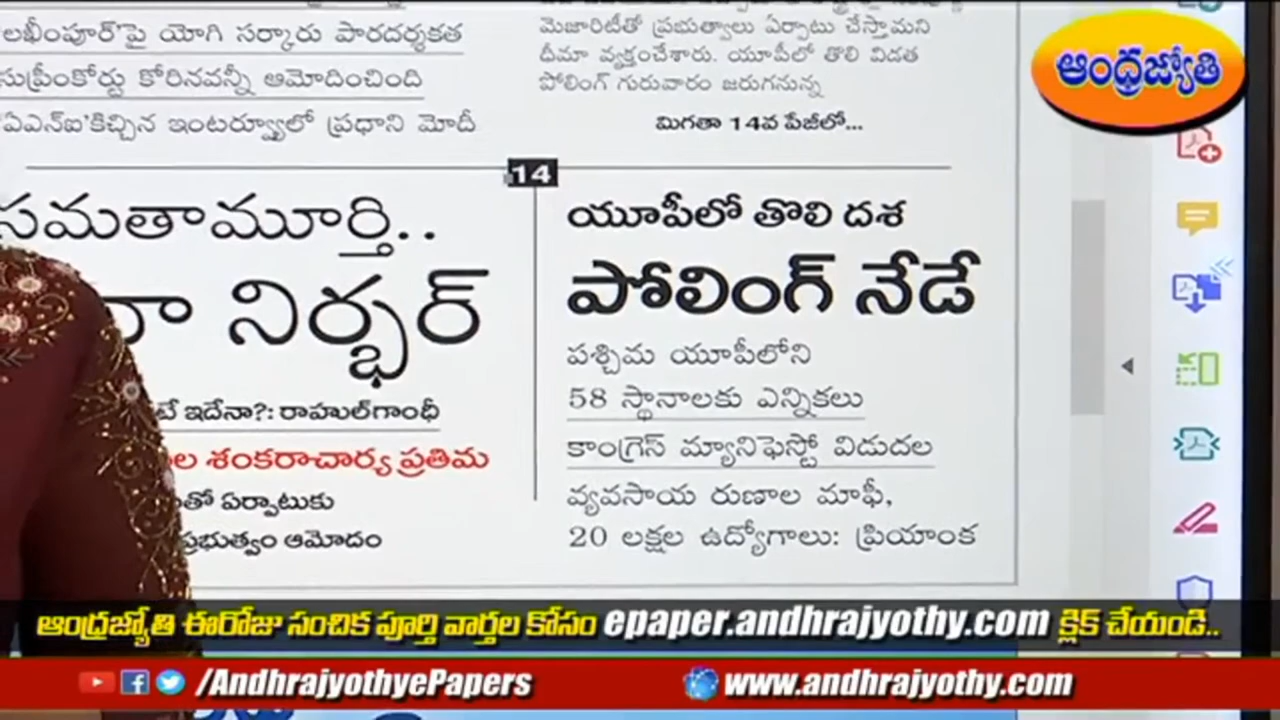 లఖీంపూర్‌పై యోగి సర్కారు పారదర్శకత
సుప్రీంకోర్టు కోరినవన్నీ ఆమోదించింది
'ఏఎన్ఐ'కిచ్చిన ఇంటర్వ్యూలో ప్రధాని మోదీ
మెజారిటీతో ప్రభుత్వాలు ఏర్పాటు చేస్తామని
ధీమా వ్యక్తంచేశారు. యూపీలో తొలి విడత
పోలింగ్ గురువారం జరుగనున్న
మిగతా 14వ పేజీలో...
ఆంధ్రజ్యోతి
14
సమతామూర్తి..
నిర్భర్
ఇదేనా?: రాహుల్‌గాంధీ
శంకరాచార్య ప్రతిమ
ఏర్పాటుకు
ప్రభుత్వం ఆమోదం
యూపీలో తొలి దశ
పోలింగ్ నేడే
పశ్చిమ యూపీలోని
58 స్థానాలకు ఎన్నికలు
కాంగ్రెస్ మ్యానిఫెస్టో విడుదల
వ్యవసాయ రుణాల మాఫీ,
20 లక్షల ఉద్యోగాలు: ప్రియాంక
ఆంధ్రజ్యోతి ఈరోజు సంచిక పూర్తి వార్తల కోసం epaper.andhrajyothy.com క్లిక్ చేయండి..
/AndhrajyothyePapers
www.andhrajyothy.com